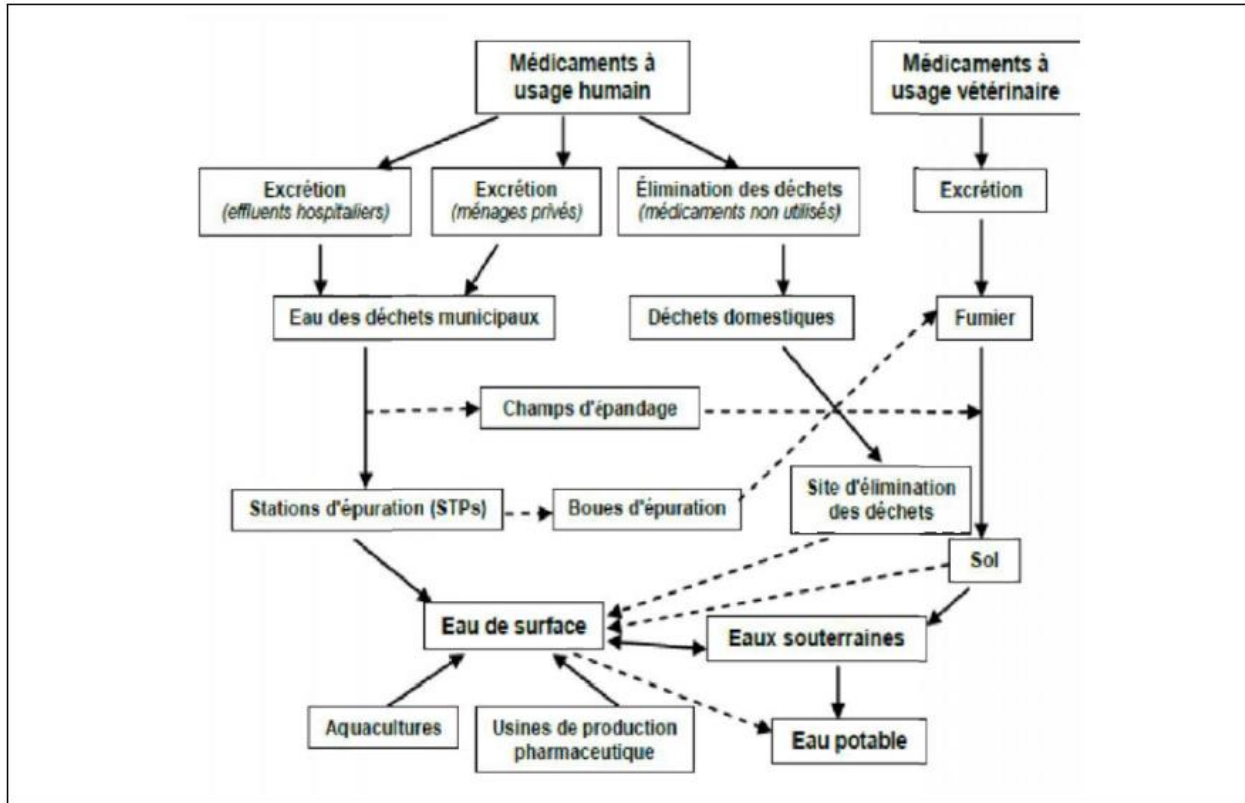 Médicaments à
usage humain
Médicaments à
usage vétérinaire
Excrétion
(effluents hospitaliers)
Excrétion
(ménages privés)
Élimination des déchets
(médicaments non utilisés)
Excrétion
Eau des déchets municipaux
Déchets domestiques
Fumier
Champs d'épandage
Stations d'épuration (STPs)
Boues d'épuration
Site d'élimination
des déchets
Sol
Eau de surface
Eaux souterraines
Aquacultures
Usines de production
pharmaceutique
Eau potable